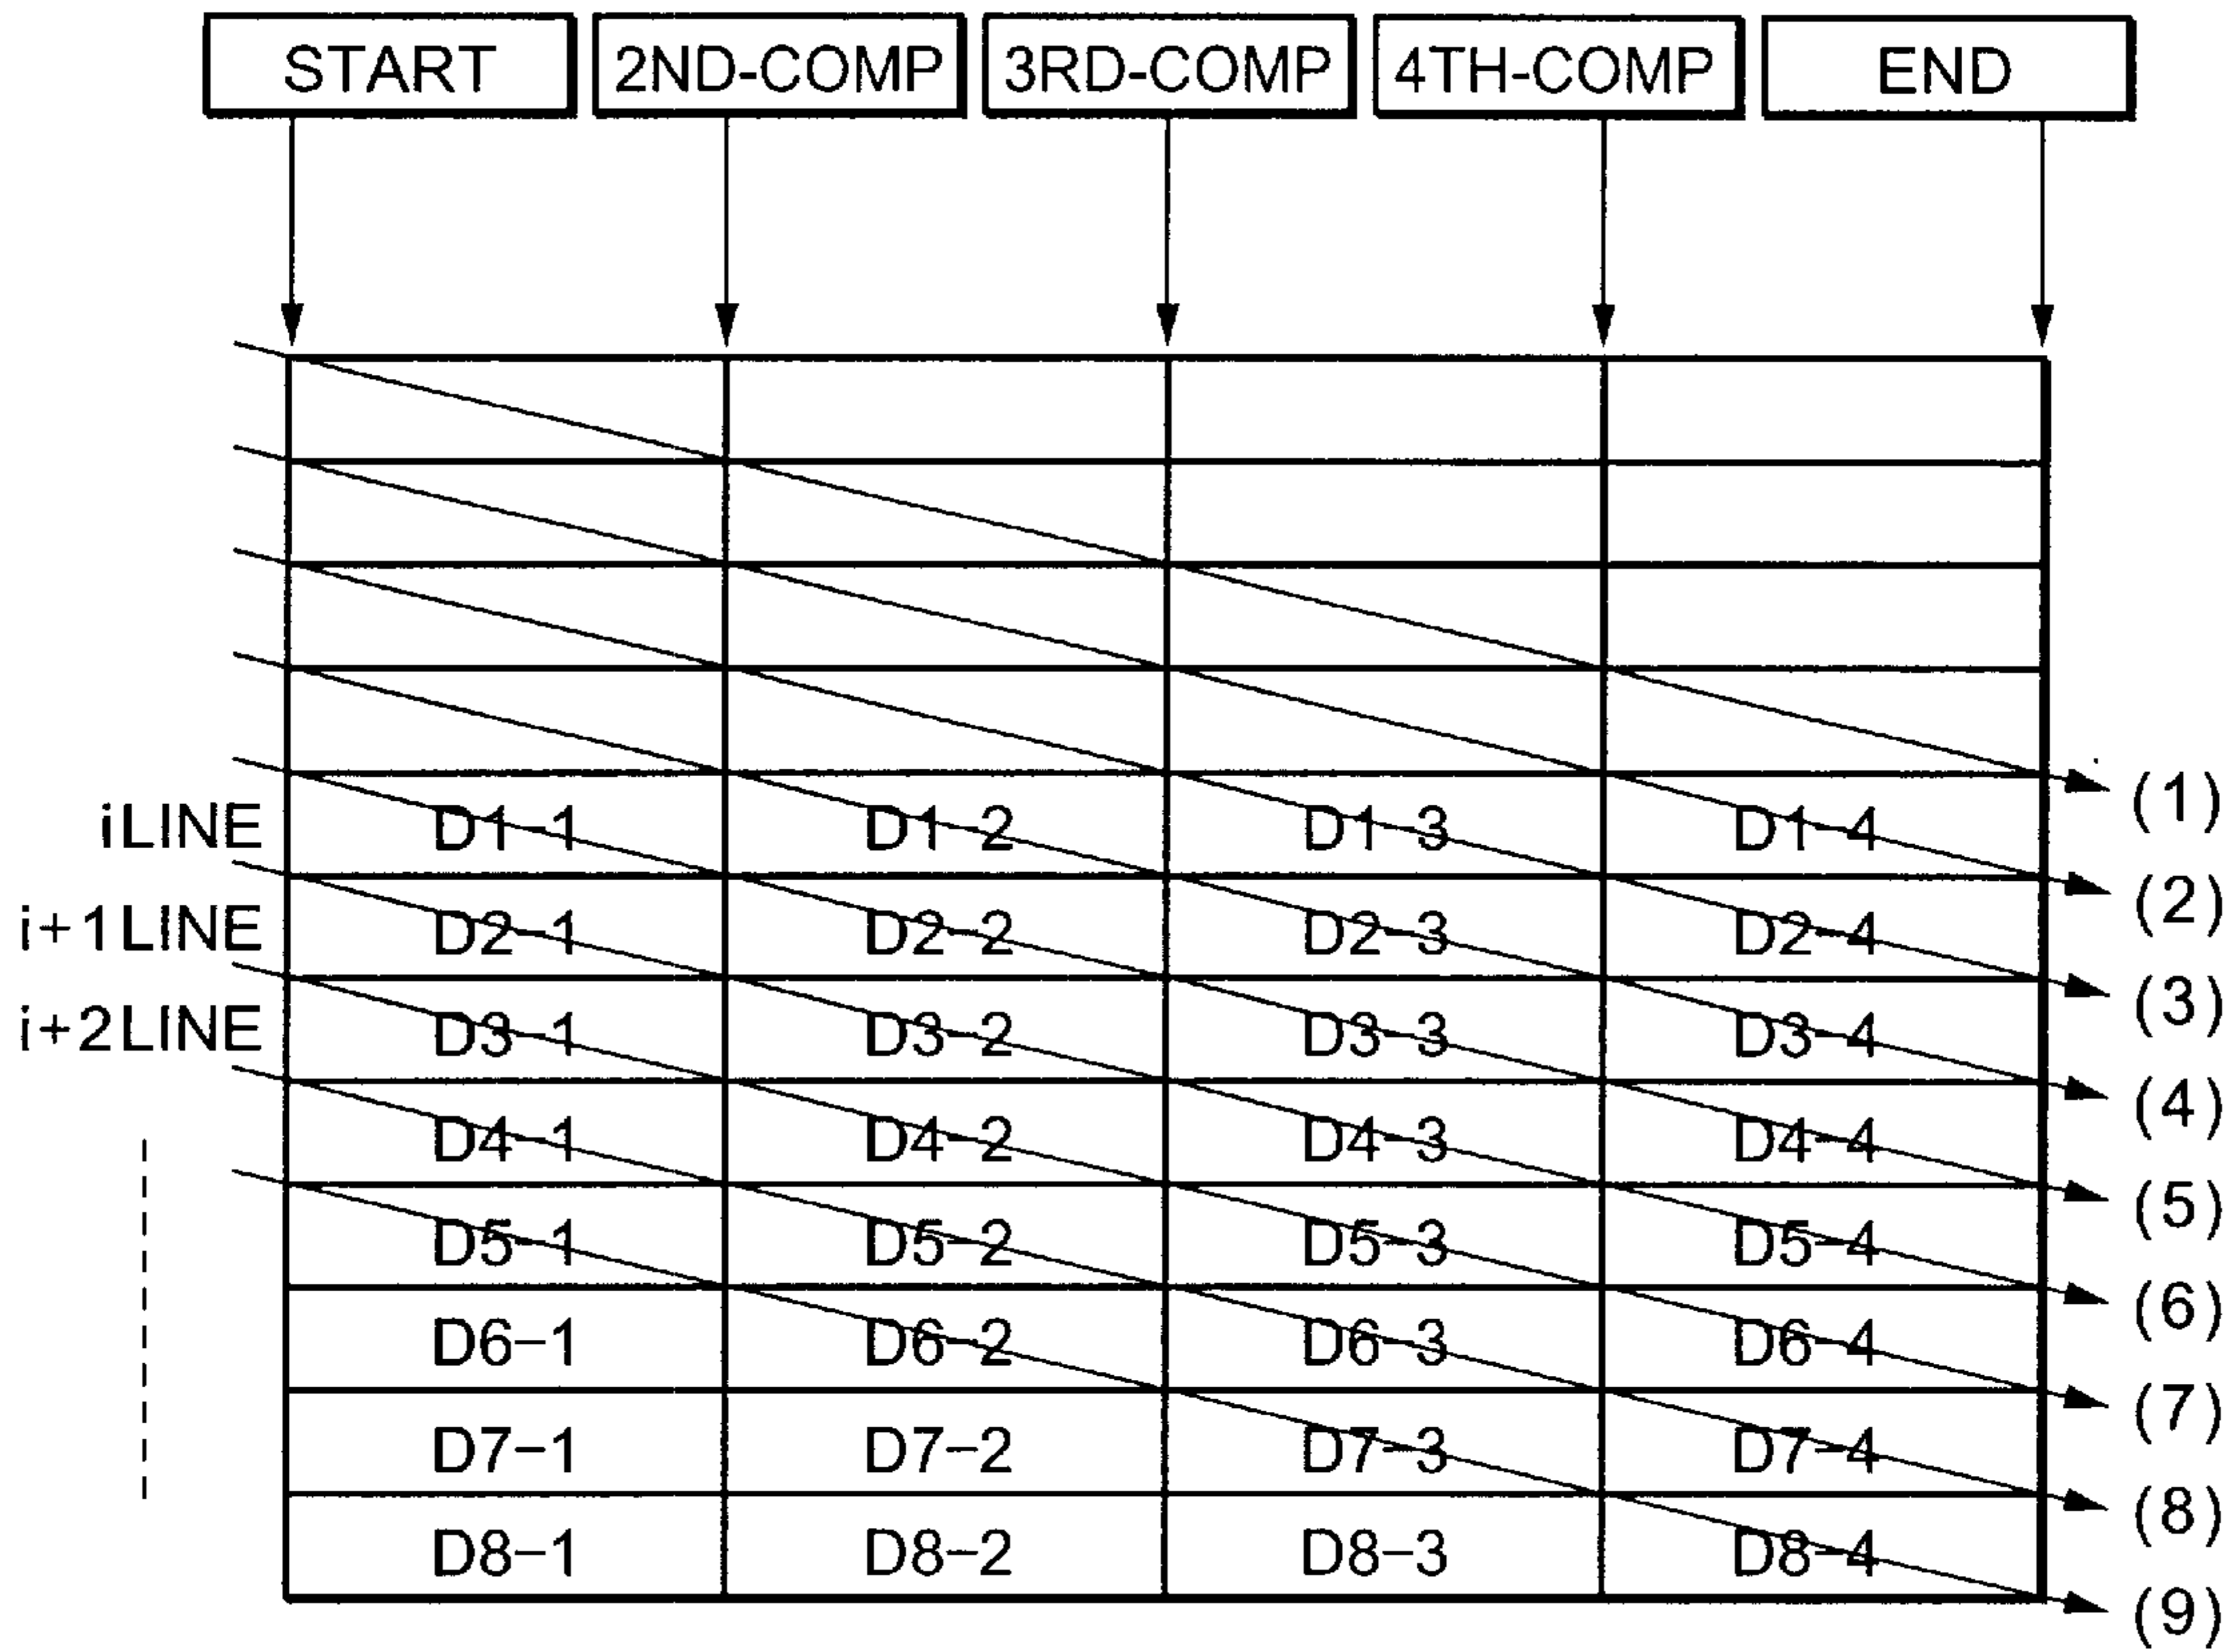 START 2ND-COMP 3RD-COMP 4TH-COMP END
(1)
iLINE D1-1 D1-2 D1-3 D1-4
(2)
i+1LINE D2-1 D2-2 D2-3 D2-4
(3)
i+2LINE D3-1 D3-2 D3-3 D3-4
(4)
D4-1 D4-2 D4-3 D4-4
(5)
D5-1 D5-2 D5-3 D5-4
(6)
D6-1 D6-2 D6-3 D6-4
(7)
D7-1 D7-2 D7-3 D7-4
(8)
D8-1 D8-2 D8-3 D8-4
(9)